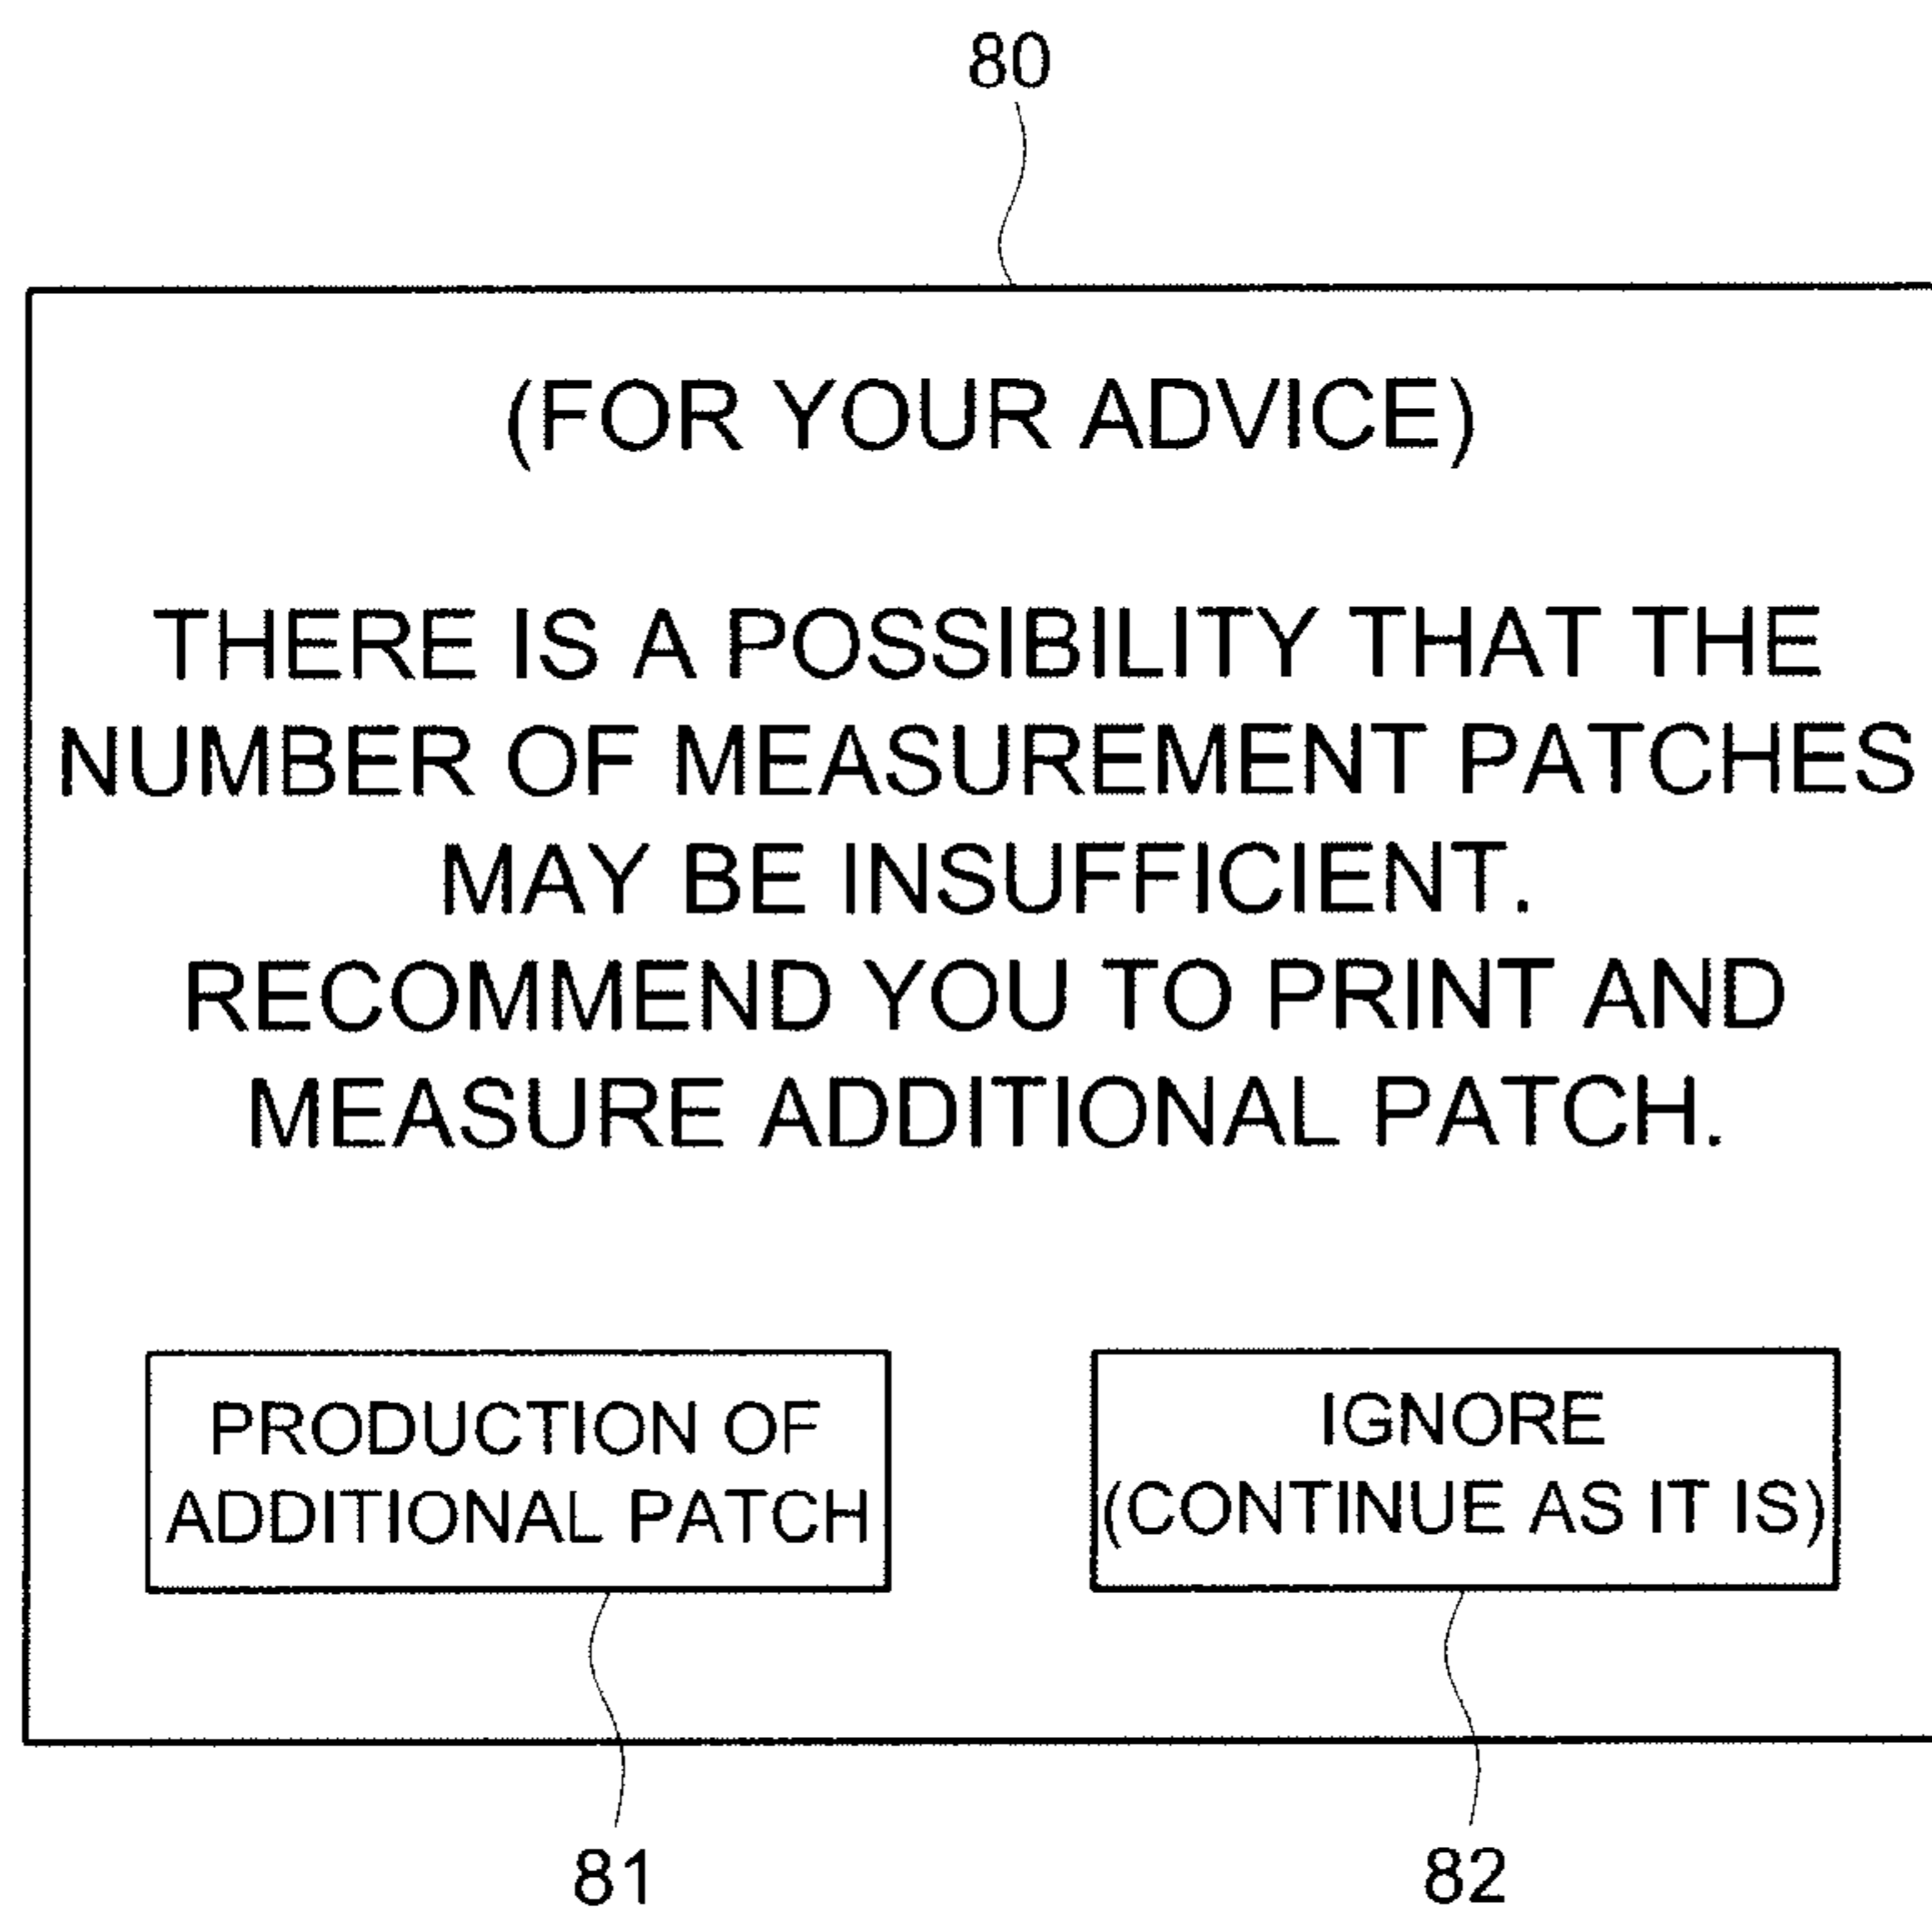 80
(FOR YOUR ADVICE)
THERE IS A POSSIBILITY THAT THE
NUMBER OF MEASUREMENT PATCHES
MAY BE INSUFFICIENT.
RECOMMEND YOU TO PRINT AND
MEASURE ADDITIONAL PATCH.
PRODUCTION OF
ADDITIONAL PATCH
IGNORE
(CONTINUE AS IT IS)
81
82